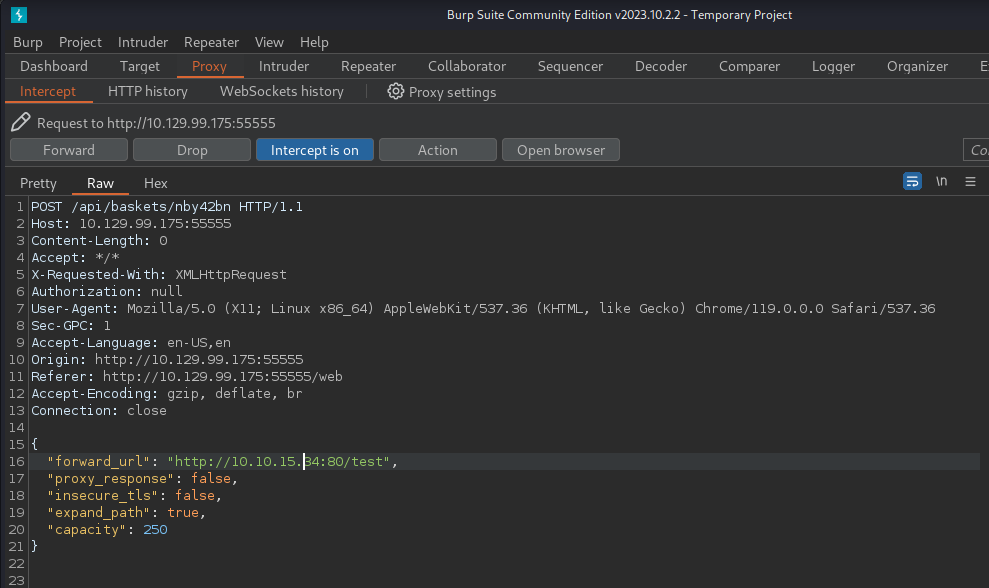 Burp Suite Community Edition v2023.10.2.2 - Temporary Project
Burp Project Intruder Repeater View Help
Dashboard Target Proxy Intruder Repeater Collaborator Sequencer Decoder Comparer Logger Organizer E
Intercept HTTP history WebSockets history Proxy settings
Request to http://10.129.99.175:55555
Forward Drop Intercept is on Action Open browser Co
Pretty Raw Hex \n
1 POST /api/baskets/nby42bn HTTP/1.1
2 Host: 10.129.99.175:55555
3 Content-Length: 0
4 Accept: */*
5 X-Requested-With: XMLHttpRequest
6 Authorization: null
7 User-Agent: Mozilla/5.0 (X11; Linux x86_64) AppleWebKit/537.36 (KHTML, like Gecko) Chrome/119.0.0.0 Safari/537.36
8 Sec-GPC: 1
9 Accept-Language: en-US,en
10 Origin: http://10.129.99.175:55555
11 Referer: http://10.129.99.175:55555/web
12 Accept-Encoding: gzip, deflate, br
13 Connection: close
14
15 {
16 "forward_url": "http://10.10.15.34:80/test",
17 "proxy_response": false,
18 "insecure_tls": false,
19 "expand_path": true,
20 "capacity": 250
21 }
22
23